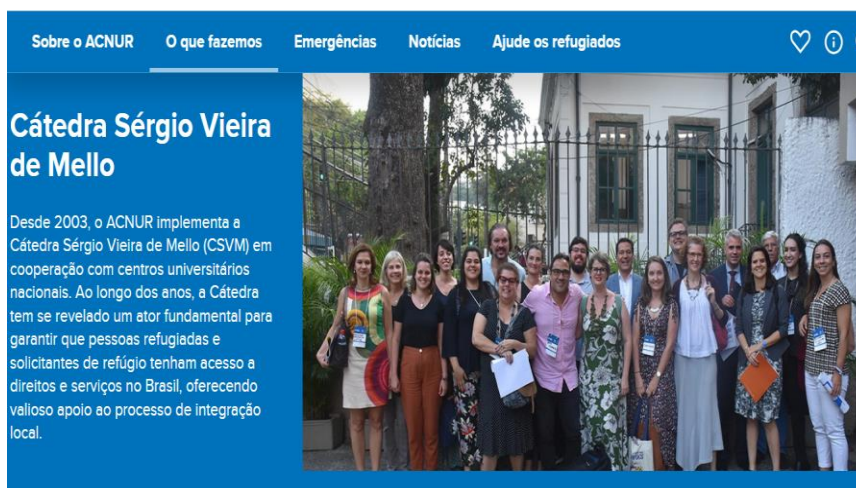 Sobre o ACNUR O que fazemos Emergências Notícias Ajude os refugiados
Cátedra Sérgio Vieira
de Mello
Desde 2003, o ACNUR implementa a
Cátedra Sérgio Vieira de Mello (CSVM) em
cooperação com centros universitários
nacionais. Ao longo dos anos, a Cátedra
tem se revelado um ator fundamental para
garantir que pessoas refugiadas e
solicitantes de refúgio tenham acesso a
direitos e serviços no Brasil, oferecendo
valioso apoio ao processo de integração
local.